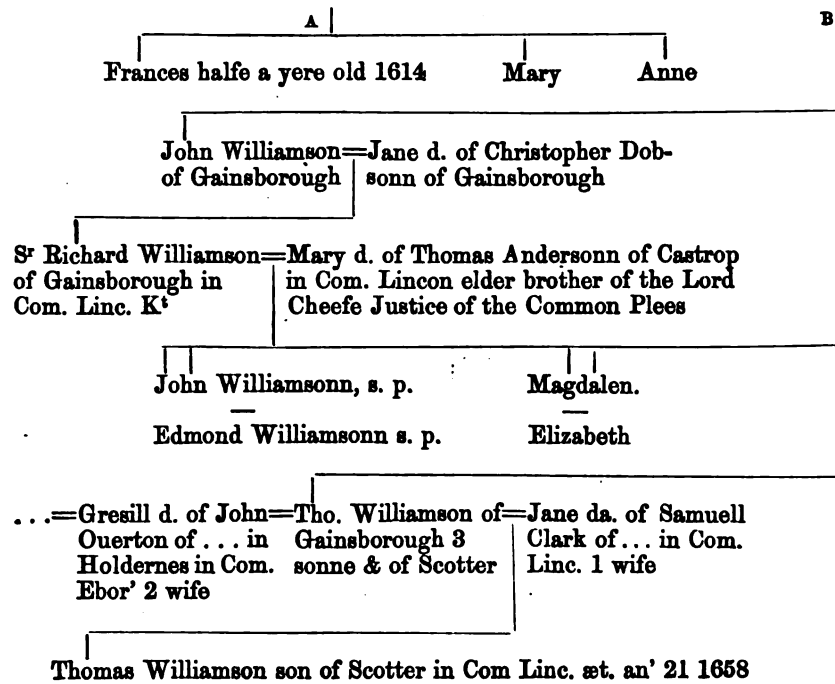 A B
Frances halfe a yere old 1614 Mary Anne
John Williamson=Jane d. of Christopher Dob-
of Gainsborough sonn of Gainsborough
Sr Richard Williamson=Mary d. of Thomas Andersonn of Castrop
of Gainsborough in in Com. Lincon elder brother of the Lord
Com. Linc. Kt Cheefe Justice of the Common Plees
John Williamsonn, s. p. Magdalen.
Edmond Williamsonn s. p. Elizabeth
...=Gresill d. of John=Tho. Williamson of=Jane da. of Samuell
Ouerton of ... in Gainsborough 3 Clark of ... in Com.
Holdernes in Com. sonne & of Scotter Linc. 1 wife
Ebor' 2 wife
Thomas Williamson son of Scotter in Com Linc. æt. an' 21 1658